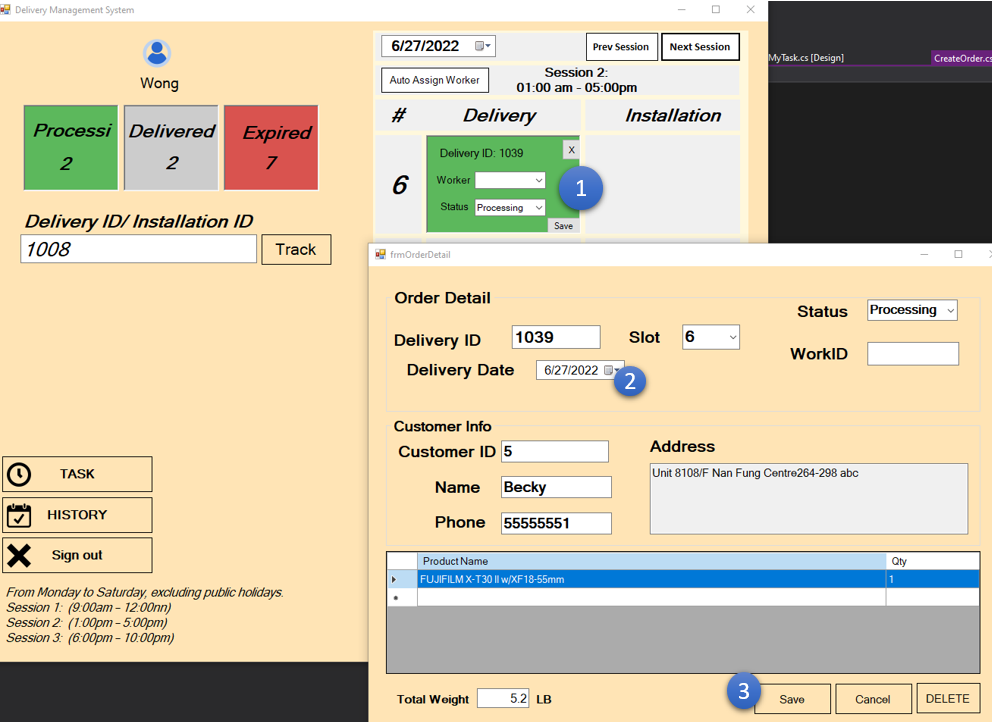 Delivery Management System
Wong
Processi
2
Delivered
2
Expired
7
Delivery ID/ Installation ID
1008
Track
TASK
HISTORY
Sign out
From Monday to Saturday, excluding public holidays.
Session 1: (9:00am - 12:00nn)
Session 2: (1:00pm - 5:00pm)
Session 3: (6:00pm - 10:00pm)
6/27/2022
Prev Session
Next Session
Auto Assign Worker
Session 2:
01:00 am - 05:00pm
#
Delivery
Installation
6
Delivery ID: 1039
X
Worker
Status
Processing
Save
1
MyTask.cs [Design]
CreateOrder.cs
frmOrderDetail
Order Detail
Delivery ID
1039
Slot
6
Status
Processing
WorkID
Delivery Date
6/27/2022
2
Customer Info
Customer ID
5
Name
Becky
Phone
55555551
Address
Unit 8108/F Nan Fung Centre264-298 abc
Product Name
Qty
FUJIFILM X-T30 II w/XF18-55mm
1
*
Total Weight
5.2
LB
3
Save
Cancel
DELETE